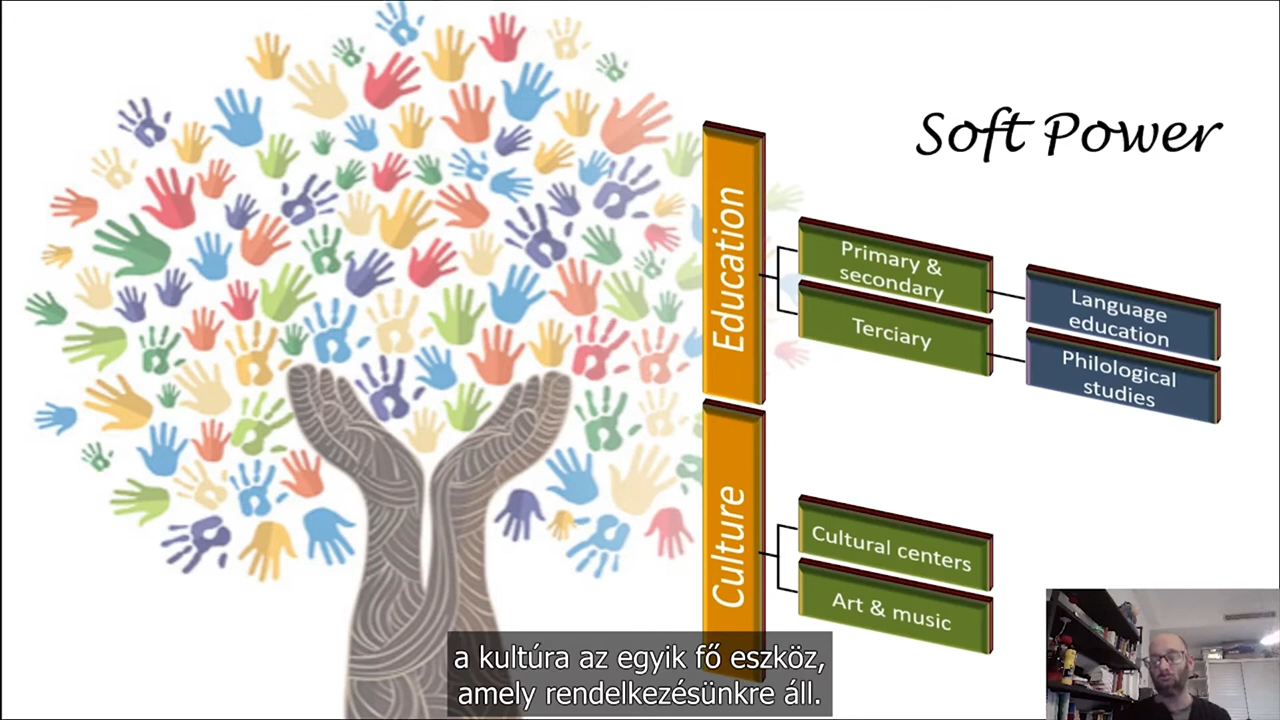 Soft Power
Education
Primary &
secondary
Language
education
Terciary
Philological
studies
Culture
Cultural centers
Art & music
a kultúra az egyik fő eszköz,
amely rendelkezésünkre áll.